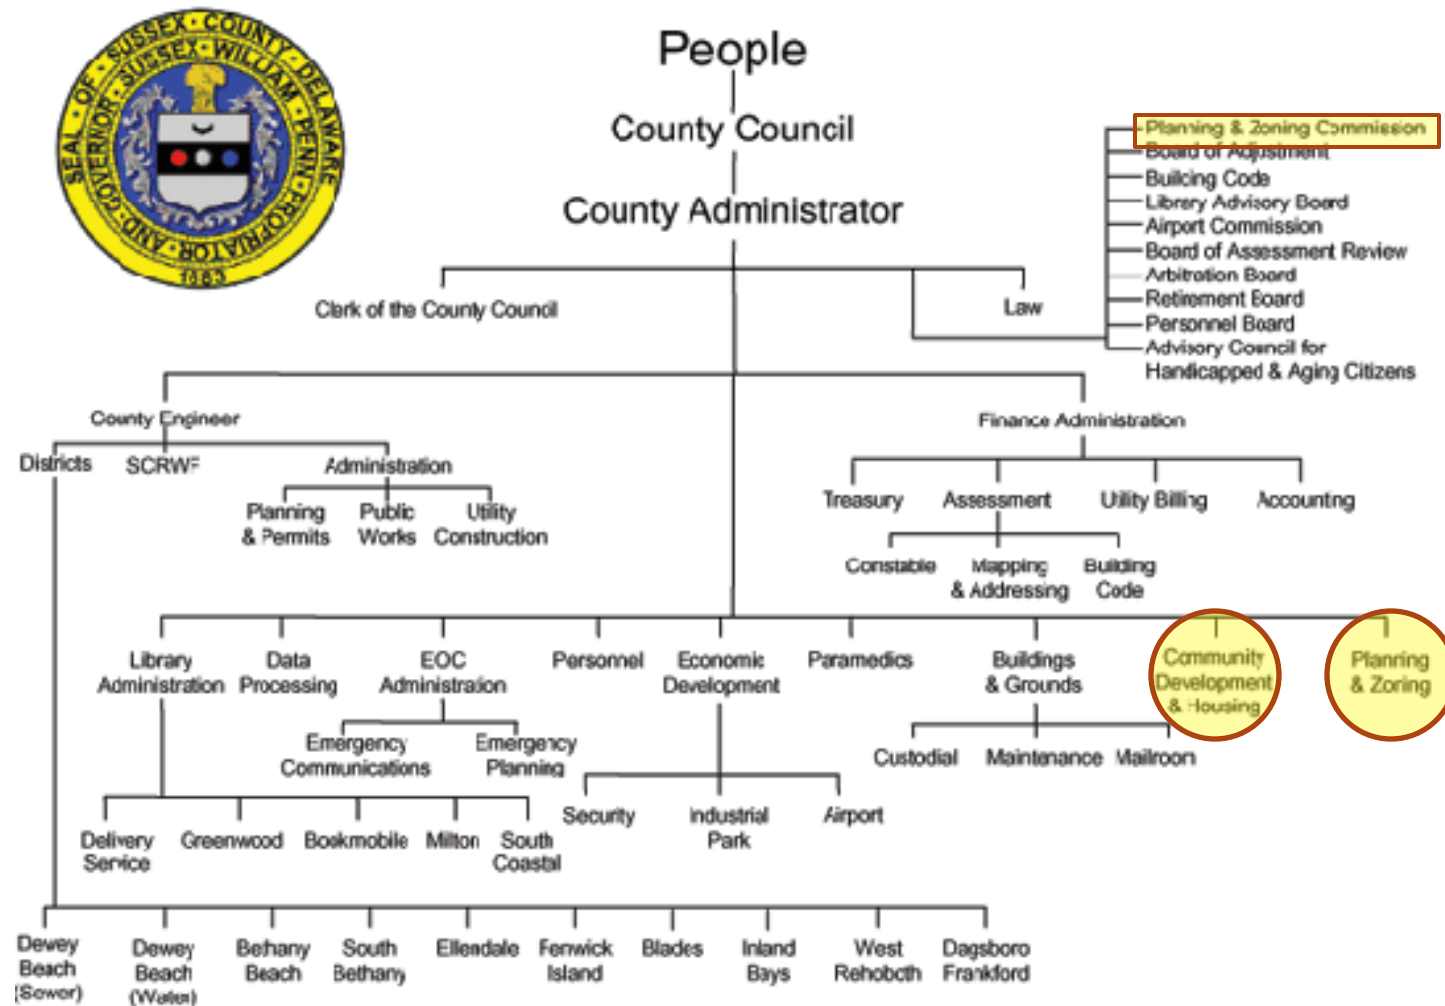 SEAL · OF · SUSSEX · COUNTY · DELAWARE
WILLIAM · PENN · PROPRIATOR · AND · GOVERNOR · SUSSEX
1683
People
County Council
County Administrator
Planning & Zoning Commission
Board of Adjustment
Building Code
Library Advisory Board
Airport Commission
Board of Assessment Review
Arbitration Board
Retirement Board
Personnel Board
Advisory Council for
Handicapped & Aging Citizens
Clerk of the County Council
Law
County Engineer
Finance Administration
Districts
SCRWF
Administration
Planning
& Permits
Public
Works
Utility
Construction
Treasury
Assessment
Utility Billing
Accounting
Constable
Mapping
& Addressing
Building
Code
Library
Administration
Data
Processing
EOC
Administration
Personnel
Economic
Development
Paramedics
Buildings
& Grounds
Community
Development
& Housing
Planning
& Zoning
Emergency
Communications
Emergency
Planning
Custodial
Maintenance
Mailroom
Security
Industrial
Park
Airport
Delivery
Service
Greenwood
Bookmobile
Milton
South
Coastal
Dewey
Beach
(Sewer)
Dewey
Beach
(Water)
Bethany
Beach
South
Bethany
Ellendale
Fenwick
Island
Blades
Inland
Bays
West
Rehoboth
Dagsboro
Frankford